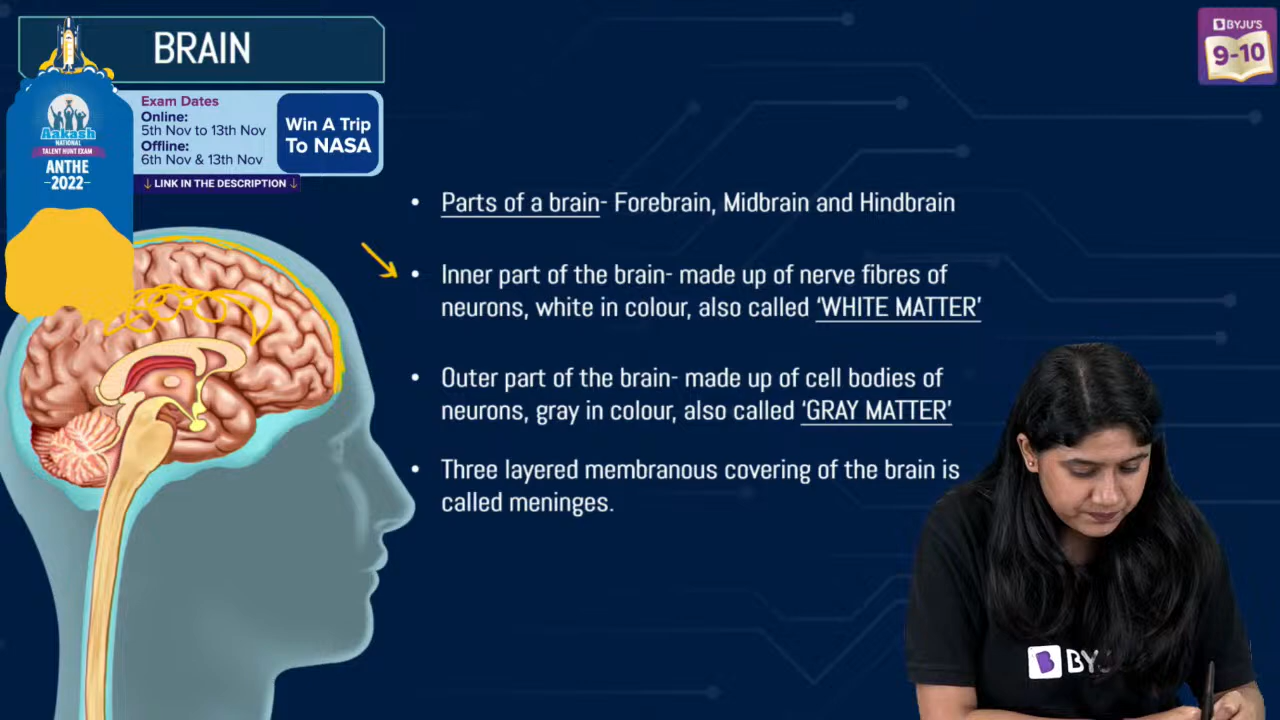 BRAIN
BYJU'S
9-10
Aakash
NATIONAL
TALENT HUNT EXAM
ANTHE
2022
Exam Dates
Online:
5th Nov to 13th Nov
Offline:
6th Nov & 13th Nov
Win A Trip
To NASA
↓ LINK IN THE DESCRIPTION ↓
• Parts of a brain- Forebrain, Midbrain and Hindbrain
• Inner part of the brain- made up of nerve fibres of
neurons, white in colour, also called ‘WHITE MATTER’
• Outer part of the brain- made up of cell bodies of
neurons, gray in colour, also called ‘GRAY MATTER’
• Three layered membranous covering of the brain is
called meninges.